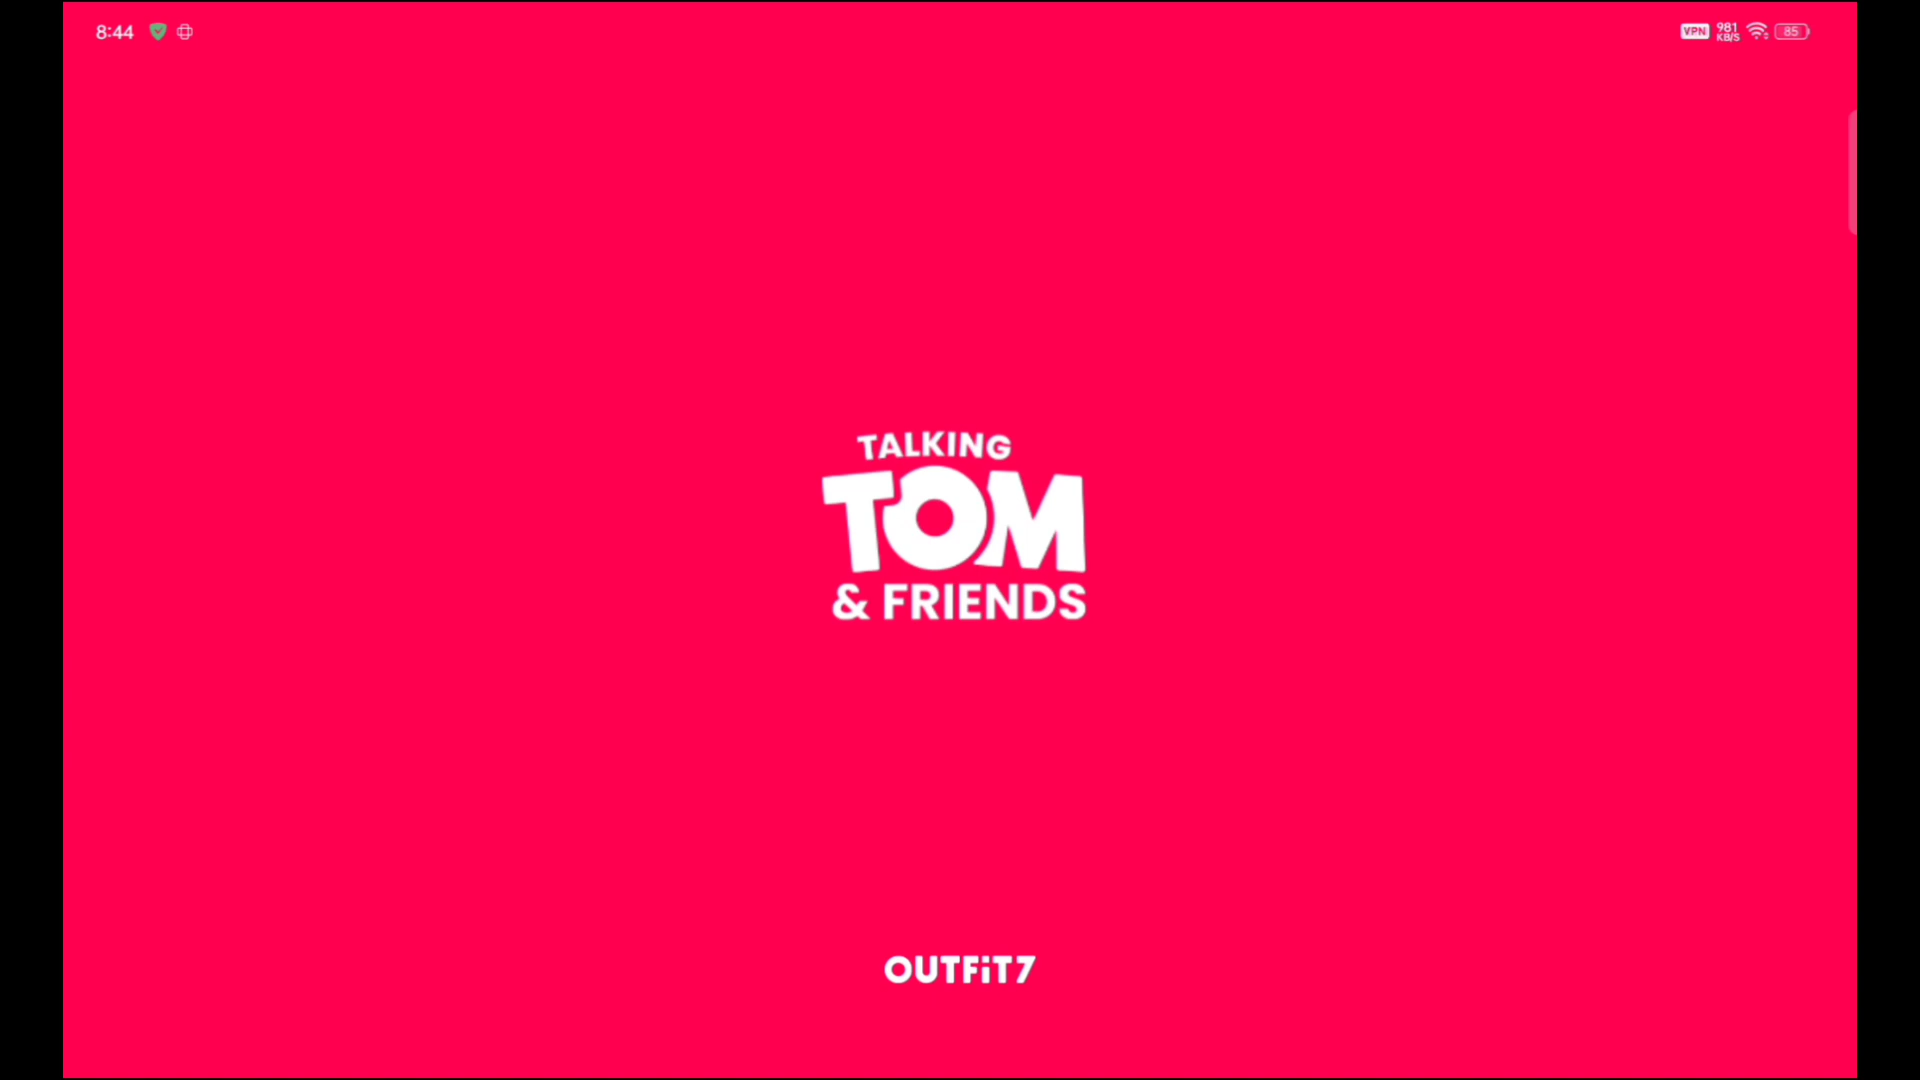 8:44
VPN 981 KB/S 85
TALKING
TOM
& FRIENDS
OUTFiT7